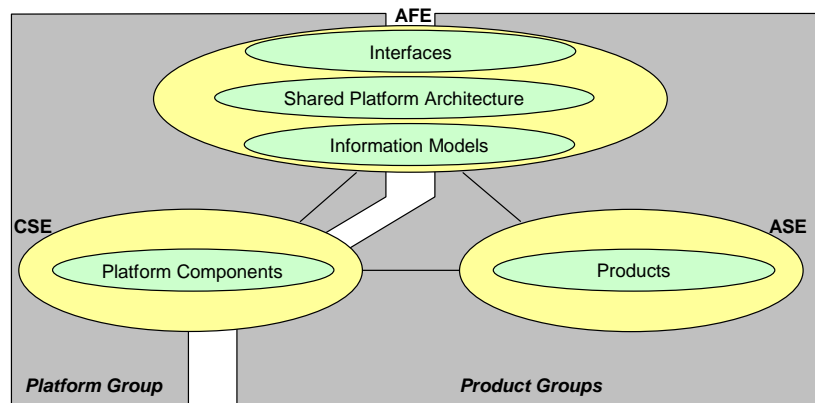 AFE
Interfaces
Shared Platform Architecture
Information Models
CSE
ASE
Platform Components
Products
Platform Group
Product Groups